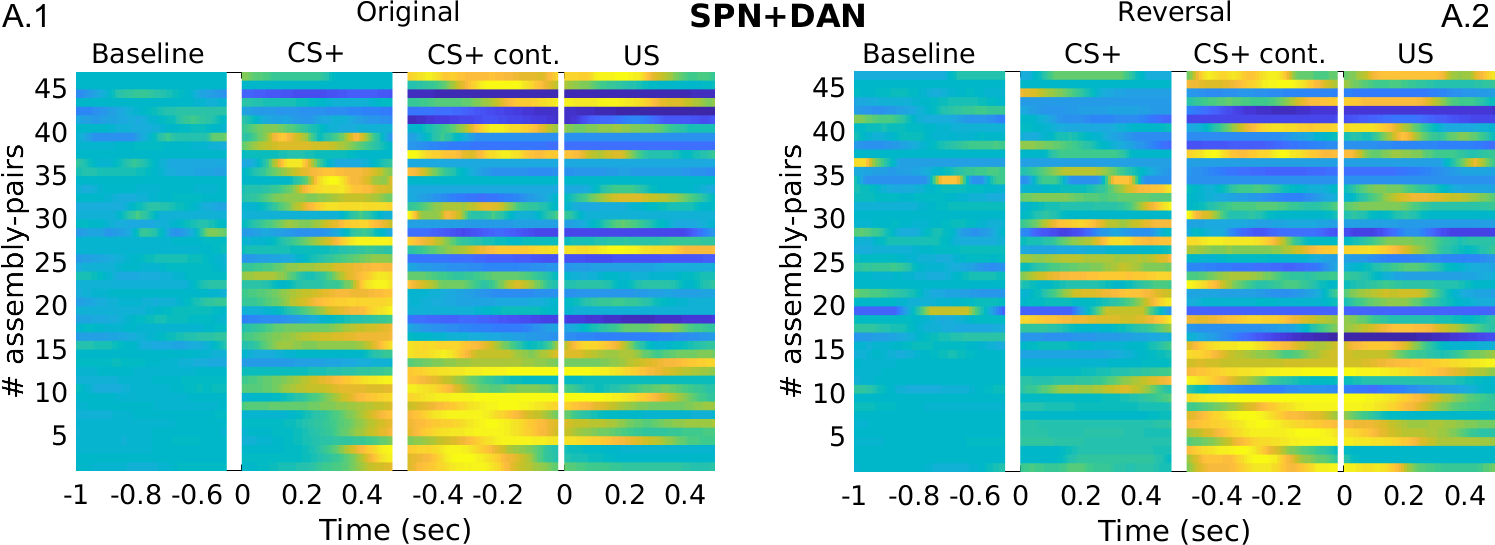 A.1 Original SPN+DAN Reversal A.2
Baseline CS+ CS+ cont. US Baseline CS+ CS+ cont. US
# assembly-pairs
45
40
35
30
25
20
15
10
5
-1 -0.8 -0.6 0 0.2 0.4 -0.4 -0.2 0 0.2 0.4
Time (sec)
# assembly-pairs
45
40
35
30
25
20
15
10
5
-1 -0.8 -0.6 0 0.2 0.4 -0.4 -0.2 0 0.2 0.4
Time (sec)